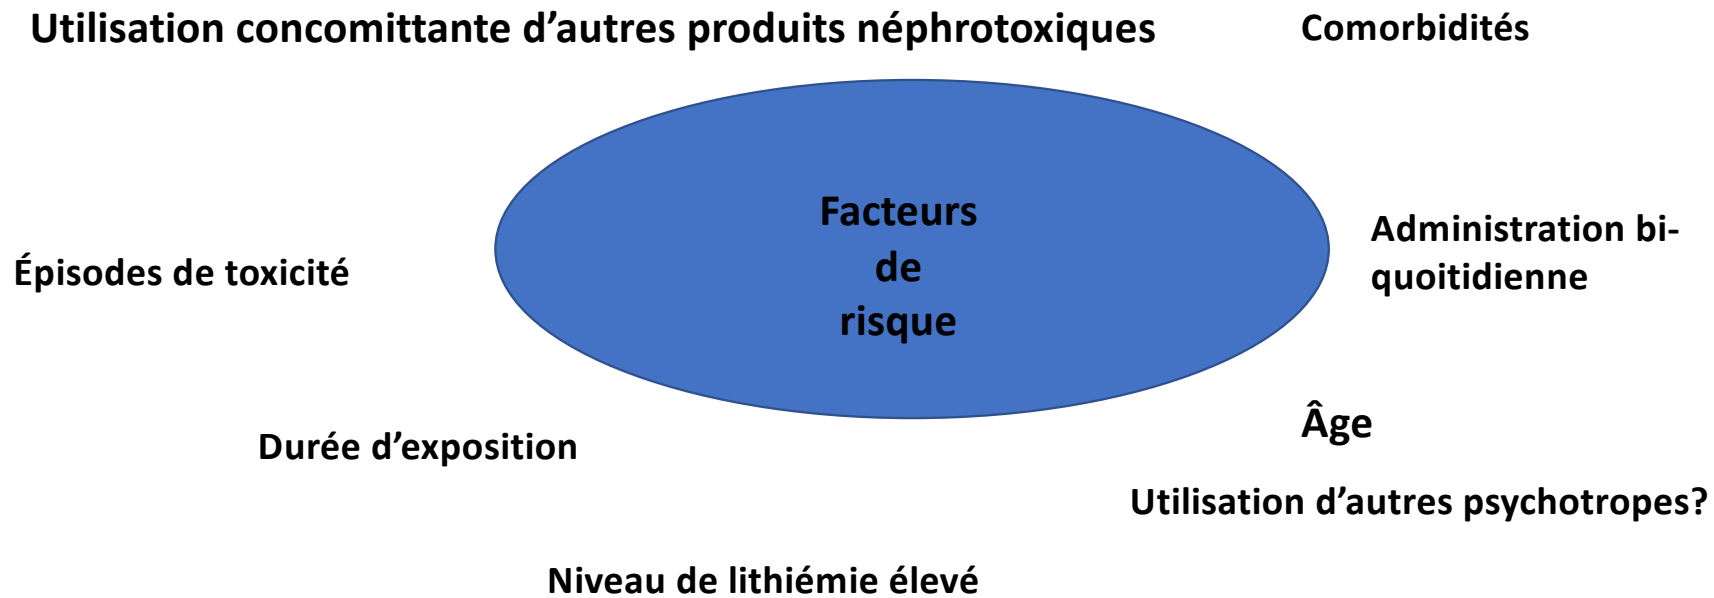 Utilisation concomittante d’autres produits néphrotoxiques
Comorbidités
Facteurs
de
risque
Administration bi-
quoitidienne
Épisodes de toxicité
Âge
Durée d’exposition
Utilisation d’autres psychotropes?
Niveau de lithiémie élevé